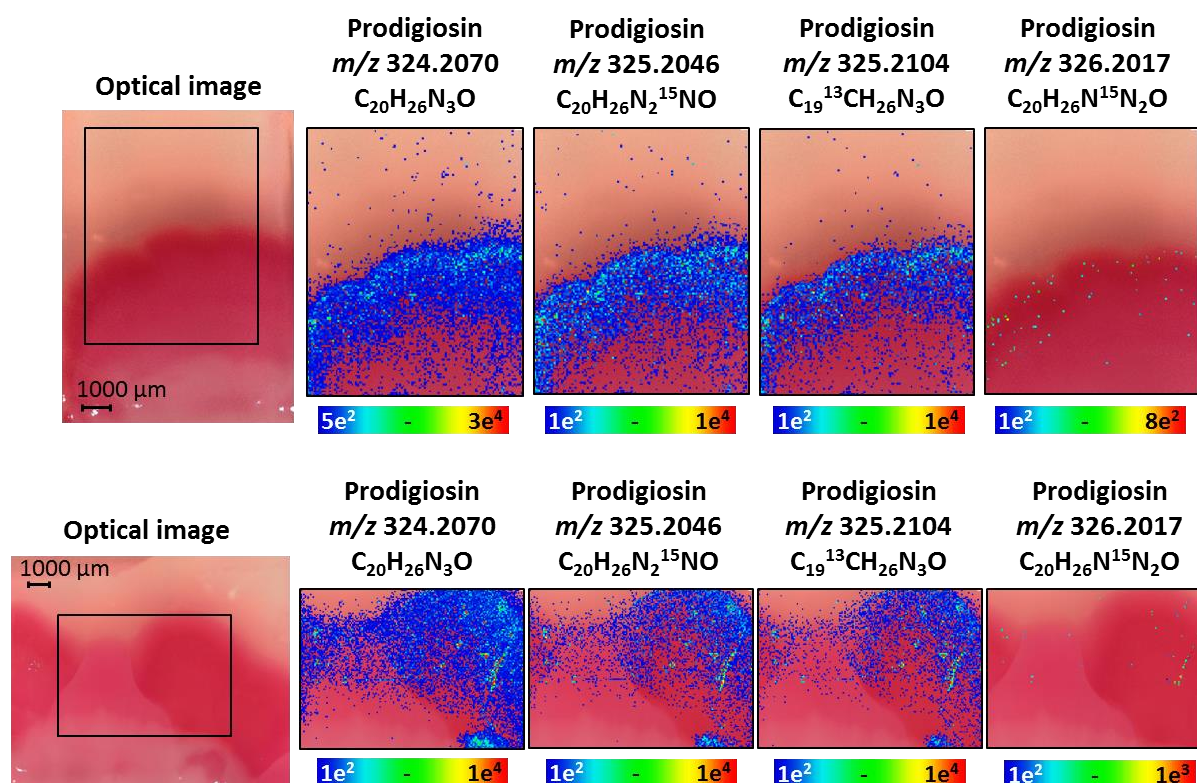 Optical image
Prodigiosin
m/z 324.2070
C₂₀H₂₆N₃O
Prodigiosin
m/z 325.2046
C₂₀H₂₆N₂¹⁵NO
Prodigiosin
m/z 325.2104
C₁₉¹³CH₂₆N₃O
Prodigiosin
m/z 326.2017
C₂₀H₂₆N¹⁵N₂O
1000 µm
5e² - 3e⁴
1e² - 1e⁴
1e² - 1e⁴
1e² - 8e²
Optical image
1000 µm
Prodigiosin
m/z 324.2070
C₂₀H₂₆N₃O
Prodigiosin
m/z 325.2046
C₂₀H₂₆N₂¹⁵NO
Prodigiosin
m/z 325.2104
C₁₉¹³CH₂₆N₃O
Prodigiosin
m/z 326.2017
C₂₀H₂₆N¹⁵N₂O
1e² - 1e⁴
1e² - 1e⁴
1e² - 1e⁴
1e² - 1e³